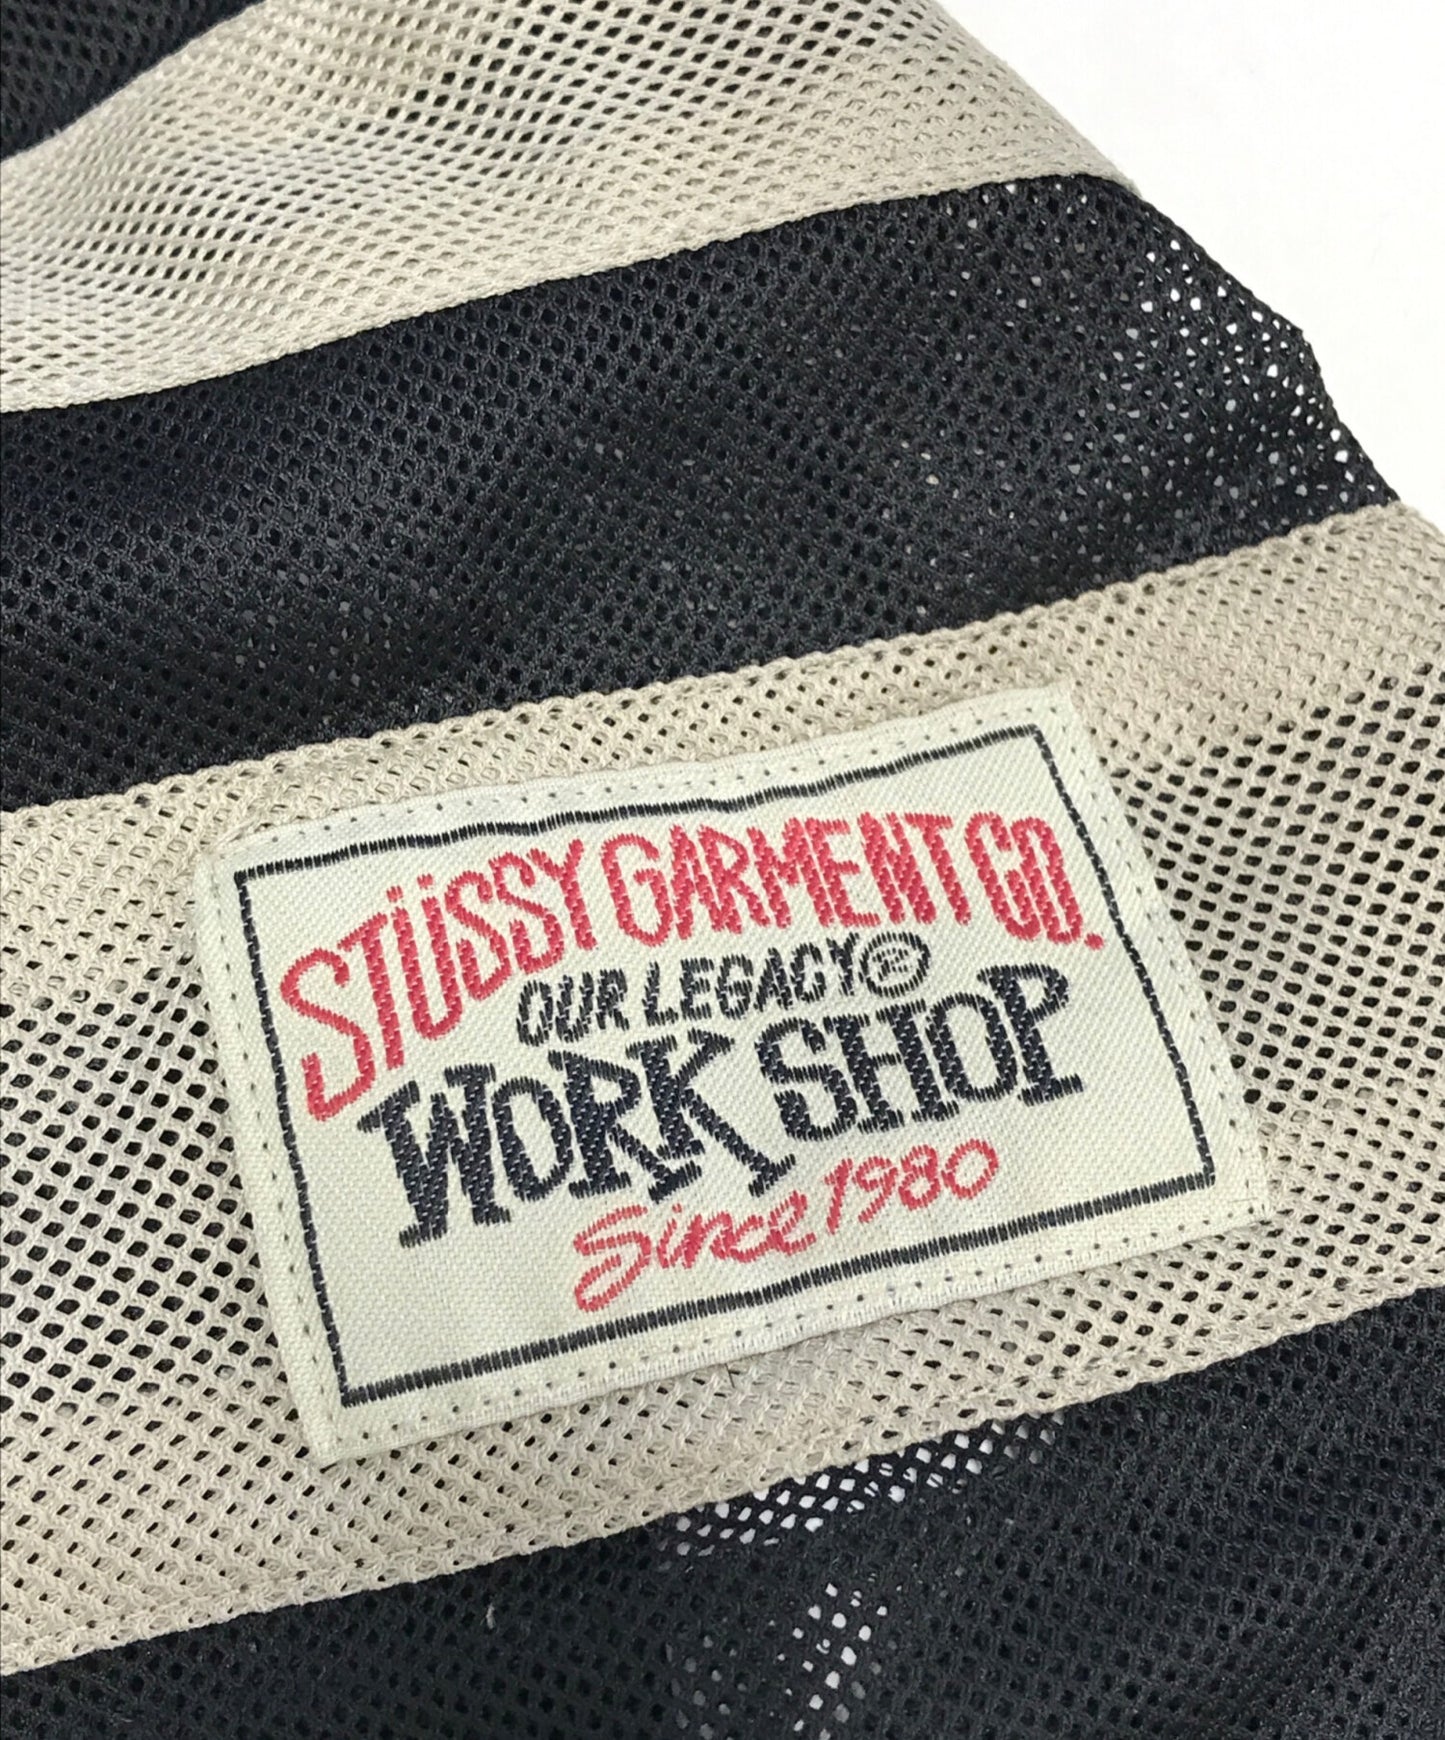 STÜSSY GARMENT CO.
OUR LEGACY®
WORK SHOP
Since 1980